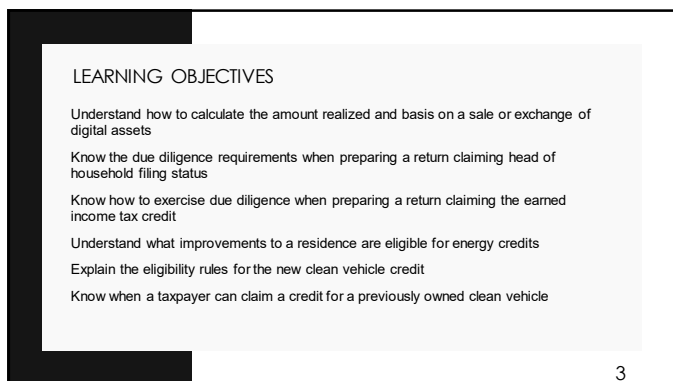 LEARNING OBJECTIVES
Understand how to calculate the amount realized and basis on a sale or exchange of
digital assets
Know the due diligence requirements when preparing a return claiming head of
household filing status
Know how to exercise due diligence when preparing a return claiming the earned
income tax credit
Understand what improvements to a residence are eligible for energy credits
Explain the eligibility rules for the new clean vehicle credit
Know when a taxpayer can claim a credit for a previously owned clean vehicle
3